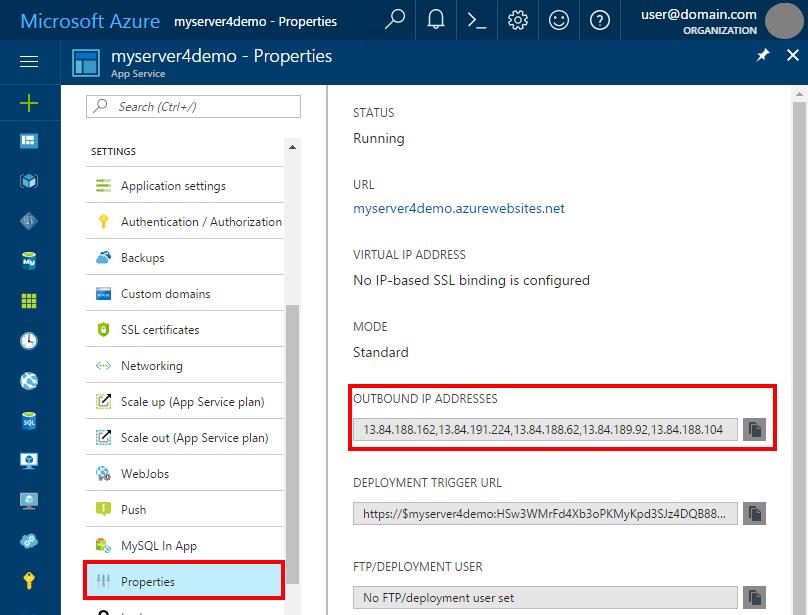 Microsoft Azure
myserver4demo - Properties
user@domain.com
ORGANIZATION
myserver4demo - Properties
App Service
Search (Ctrl+/)
SETTINGS
Application settings
Authentication / Authorization
Backups
Custom domains
SSL certificates
Networking
Scale up (App Service plan)
Scale out (App Service plan)
WebJobs
Push
MySQL In App
Properties
STATUS
Running
URL
myserver4demo.azurewebsites.net
VIRTUAL IP ADDRESS
No IP-based SSL binding is configured
MODE
Standard
OUTBOUND IP ADDRESSES
13.84.188.162,13.84.191.224,13.84.188.62,13.84.189.92,13.84.188.104
DEPLOYMENT TRIGGER URL
https://$myserver4demo:HSw3WMrFd4Xb3oPKMyKpd3SJz4DQB88...
FTP/DEPLOYMENT USER
No FTP/deployment user set